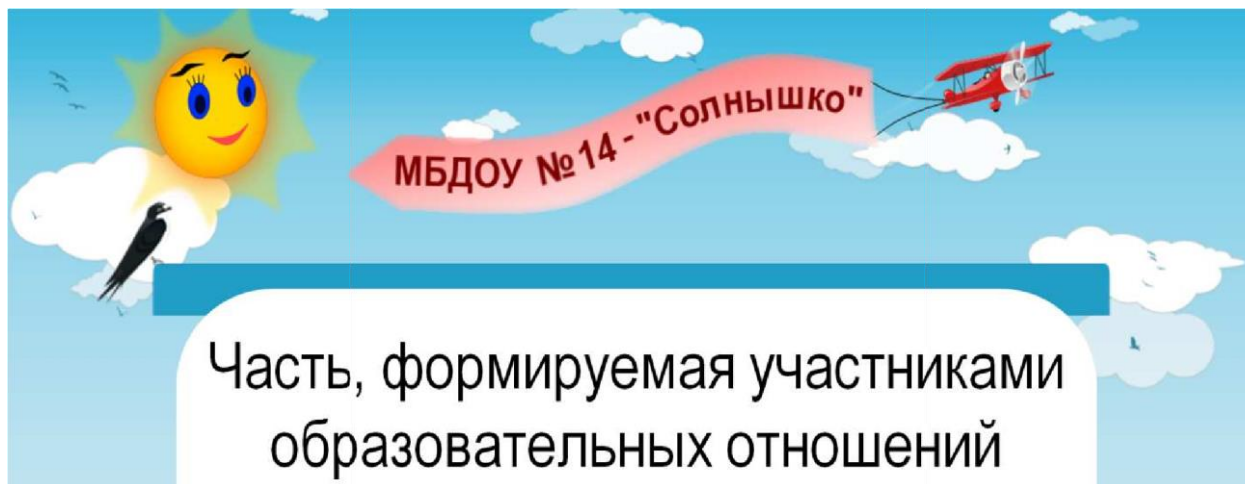 МБДОУ №14 - "Солнышко"
Часть, формируемая участниками
образовательных отношений